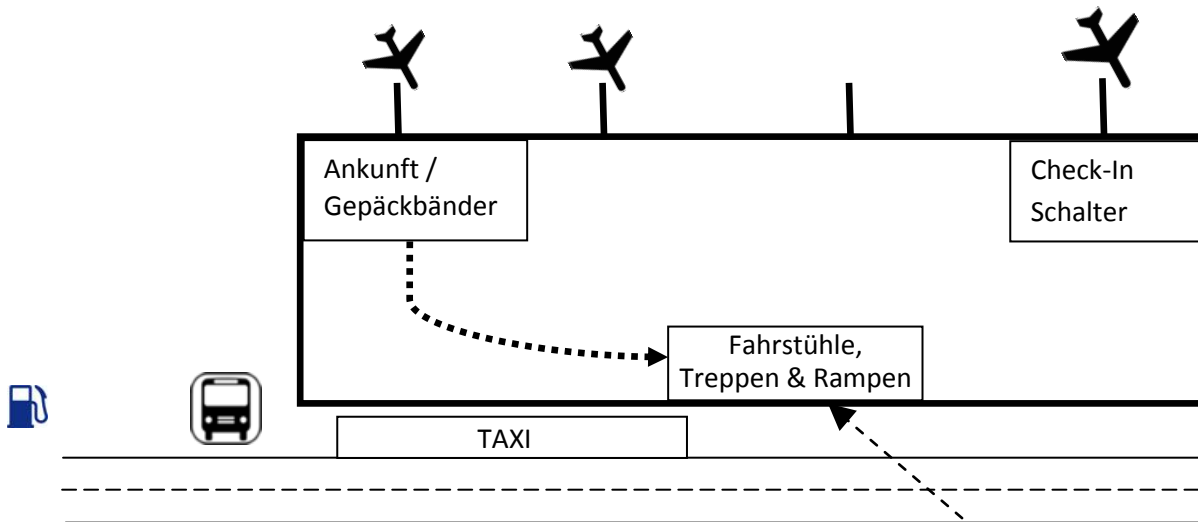 Ankunft /
Gepäckbänder
Check-In
Schalter
Fahrstühle,
Treppen & Rampen
TAXI